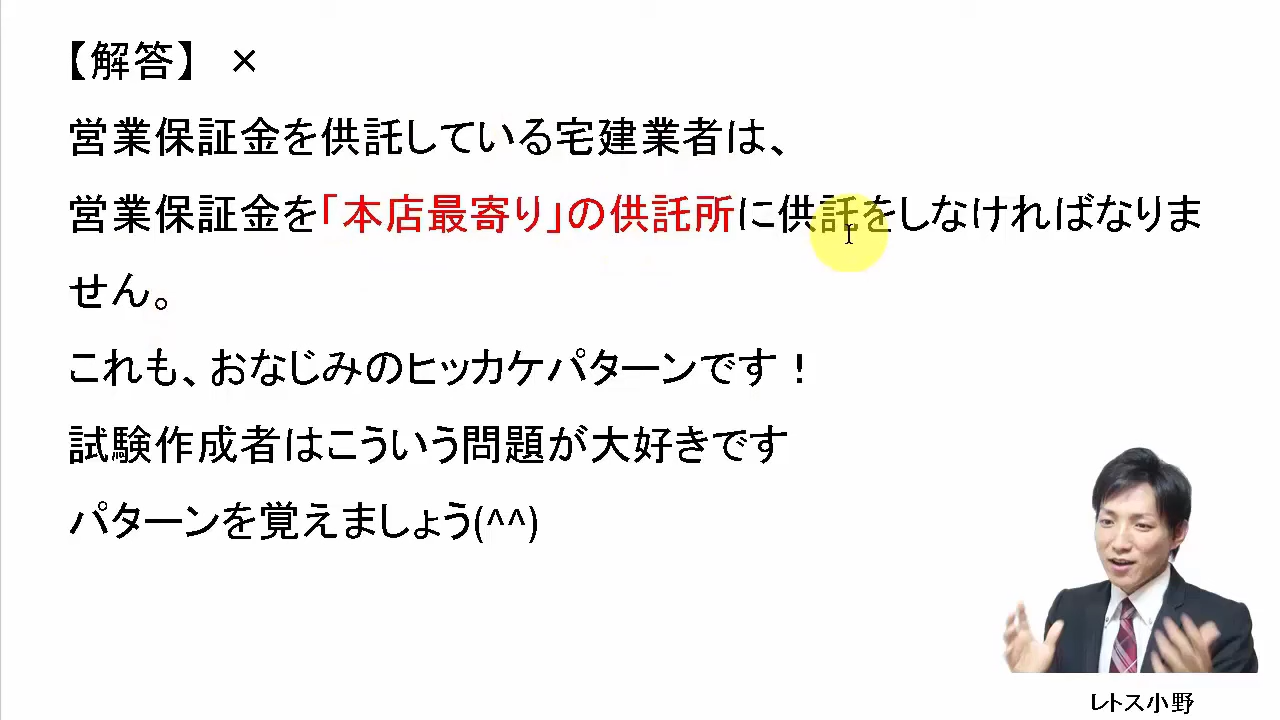 【解答】 ×
営業保証金を供託している宅建業者は、
営業保証金を「本店最寄り」の供託所に供託をしなければなりま
せん。
これも、おなじみのヒッカケパターンです！
試験作成者はこういう問題が大好きです
パターンを覚えましょう(^^)
レトス小野